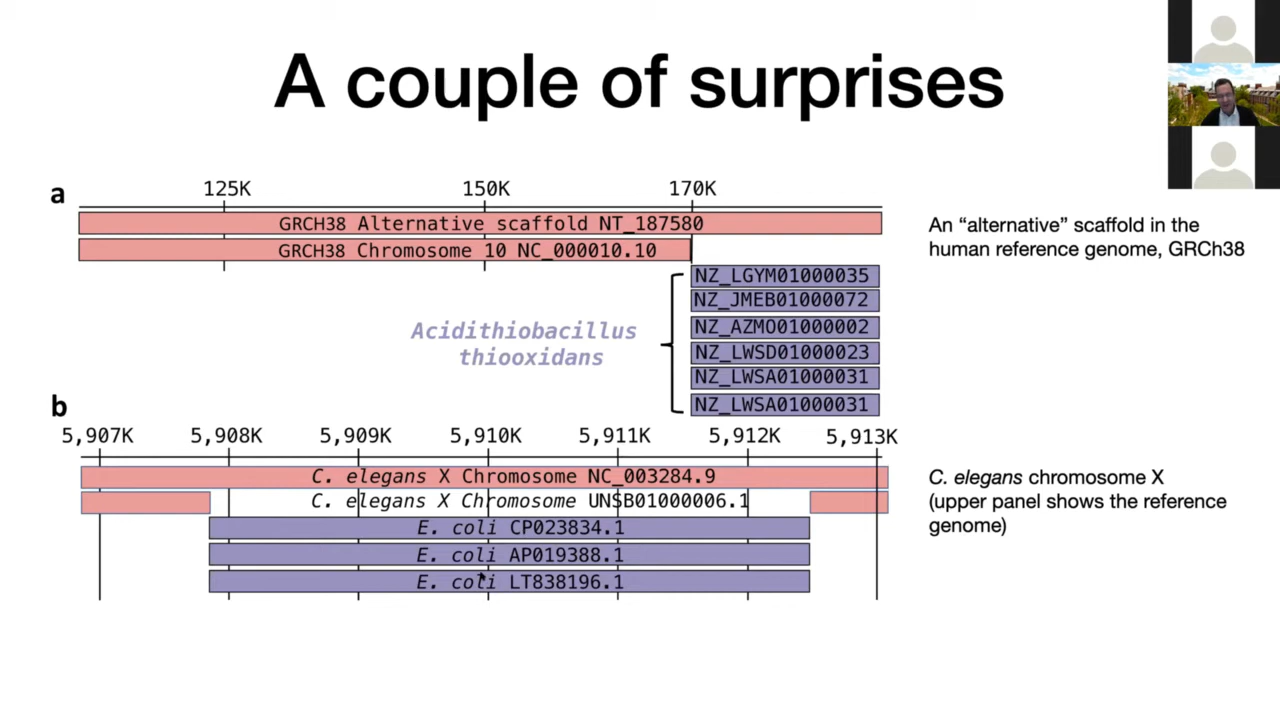 A couple of surprises
a
125K 150K 170K
GRCH38 Alternative scaffold NT_187580
GRCH38 Chromosome 10 NC_000010.10
An “alternative” scaffold in the
human reference genome, GRCh38
NZ_LGYM01000035
NZ_JMEB01000072
NZ_AZMO01000002
NZ_LWSD01000023
NZ_LWSA01000031
NZ_LWSA01000031
Acidithiobacillus
thiooxidans
b
5,907K 5,908K 5,909K 5,910K 5,911K 5,912K 5,913K
C. elegans X Chromosome NC_003284.9
C. elegans X Chromosome UNSB01000006.1
E. coli CP023834.1
E. coli AP019388.1
E. coli LT838196.1
C. elegans chromosome X
(upper panel shows the reference
genome)